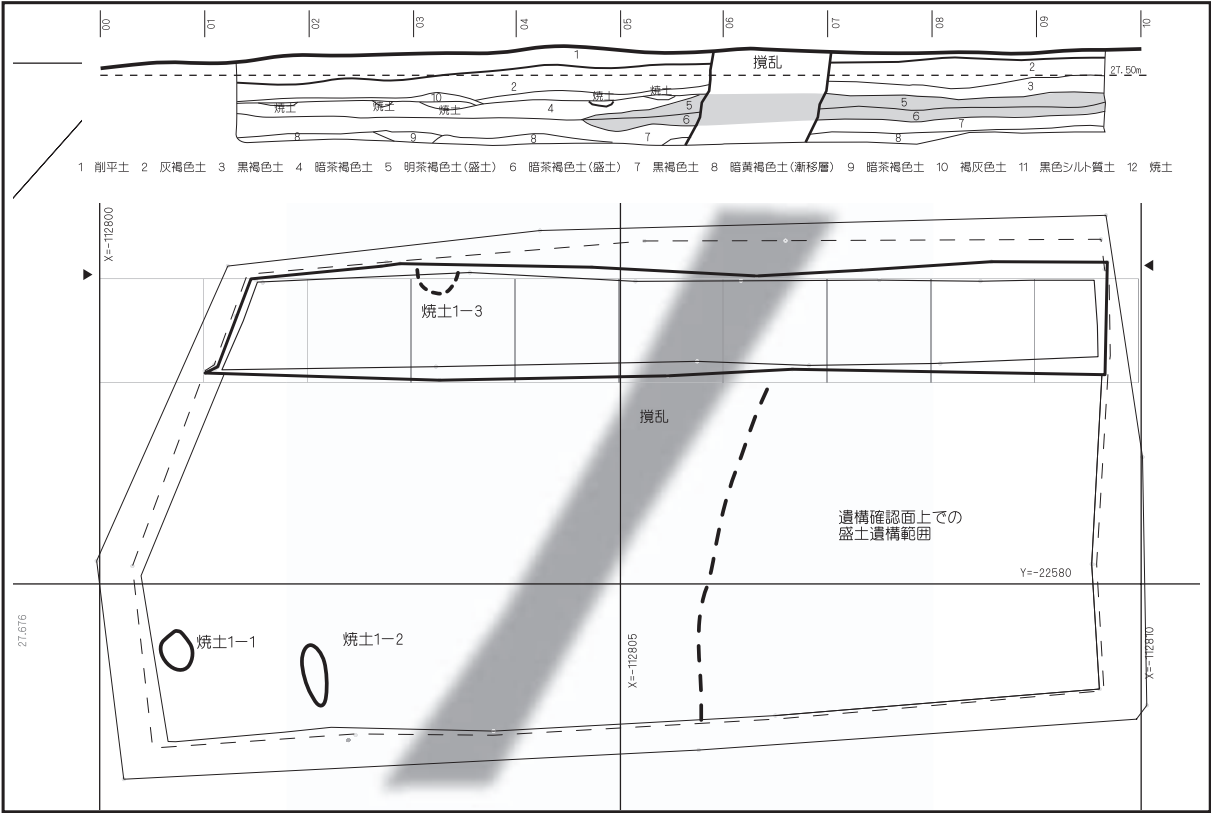 00 01 02 03 04 05 06 07 08 09 10
1
撹乱
27.50m
2
2
3
10
焼土
焼土
焼土
焼土
焼土
4
5
5
6
6
7
7
8
9
8
8
1 削平土 2 灰褐色土 3 黒褐色土 4 暗茶褐色土 5 明茶褐色土(盛土) 6 暗茶褐色土(盛土) 7 黒褐色土 8 暗黄褐色土(漸移層) 9 暗茶褐色土 10 褐灰色土 11 黒色シルト質土 12 焼土
X=-112800
焼土1-3
撹乱
遺構確認面上での
盛土遺構範囲
Y=-22580
27.676
焼土1-1
焼土1-2
X=-112805
X=-112810